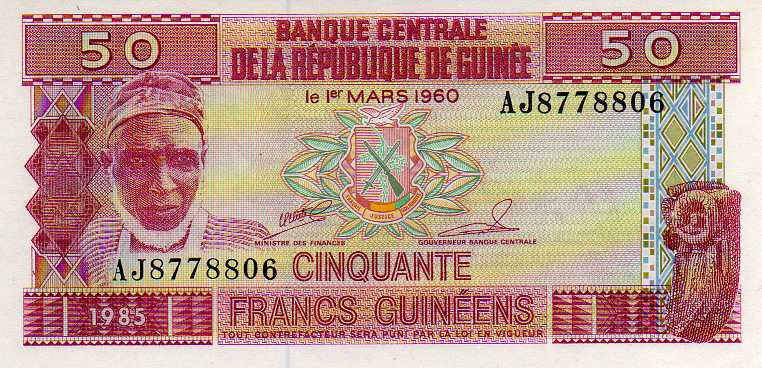 50
BANQUE CENTRALE
50
DE LA RÉPUBLIQUE DE GUINÉE
le 1er MARS 1960
AJ8778806
JUSTICE
MINISTRE DES FINANCES
GOUVERNEUR BANQUE CENTRALE
AJ8778806
CINQUANTE
1985
FRANCS GUINÉENS
TOUT CONTREFACTEUR SERA PUNI PAR LA LOI EN VIGUEUR